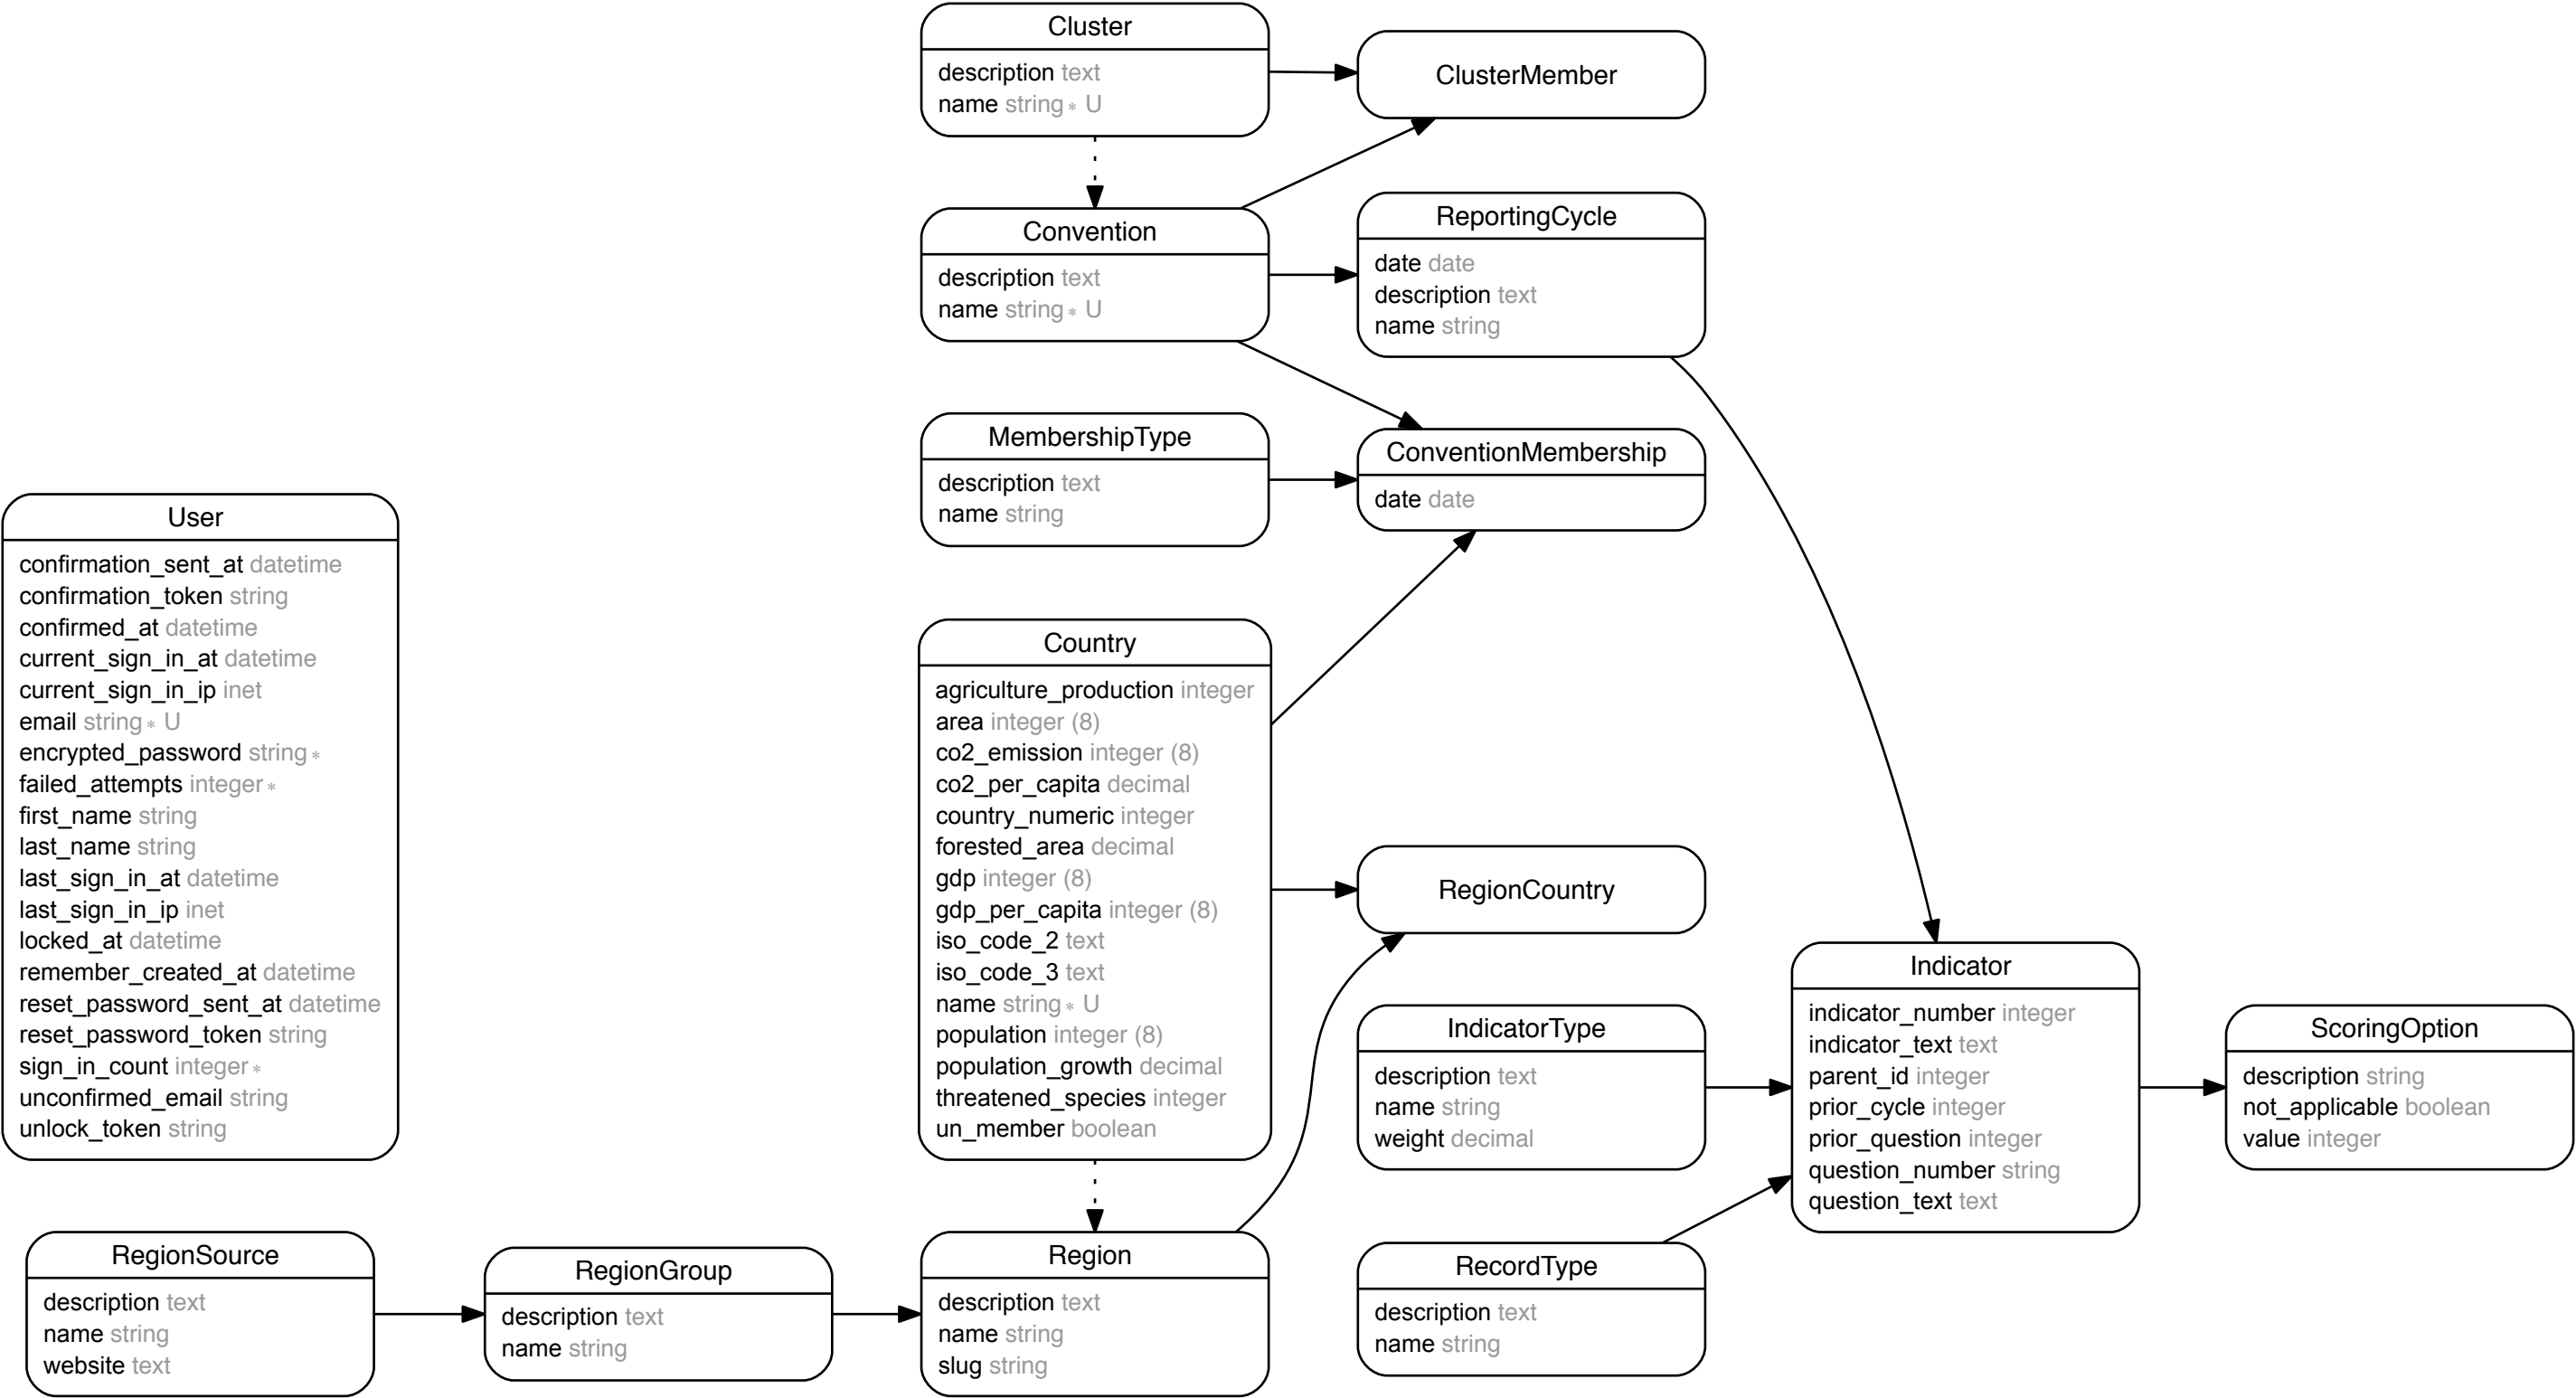 Cluster
description text
name string∗ U
ClusterMember
Convention
description text
name string∗ U
ReportingCycle
date date
description text
name string
MembershipType
description text
name string
ConventionMembership
date date
User
confirmation_sent_at datetime
confirmation_token string
confirmed_at datetime
current_sign_in_at datetime
current_sign_in_ip inet
email string∗ U
encrypted_password string∗
failed_attempts integer∗
first_name string
last_name string
last_sign_in_at datetime
last_sign_in_ip inet
locked_at datetime
remember_created_at datetime
reset_password_sent_at datetime
reset_password_token string
sign_in_count integer∗
unconfirmed_email string
unlock_token string
Country
agriculture_production integer
area integer (8)
co2_emission integer (8)
co2_per_capita decimal
country_numeric integer
forested_area decimal
gdp integer (8)
gdp_per_capita integer (8)
iso_code_2 text
iso_code_3 text
name string∗ U
population integer (8)
population_growth decimal
threatened_species integer
un_member boolean
RegionCountry
IndicatorType
description text
name string
weight decimal
Indicator
indicator_number integer
indicator_text text
parent_id integer
prior_cycle integer
prior_question integer
question_number string
question_text text
ScoringOption
description string
not_applicable boolean
value integer
RegionSource
description text
name string
website text
RegionGroup
description text
name string
Region
description text
name string
slug string
RecordType
description text
name string